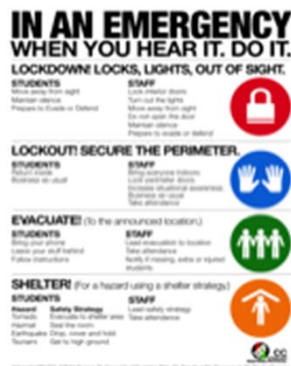 IN AN EMERGENCY
WHEN YOU HEAR IT. DO IT.
LOCKDOWN! LOCKS, LIGHTS, OUT OF SIGHT.
STUDENTS
Move away from sight
Maintain silence
Prepare to Evade or Defend
STAFF
Lock interior doors
Turn out the lights
Move away from sight
Do not open the door
Maintain silence
Prepare to evade or defend
LOCKOUT! SECURE THE PERIMETER.
STUDENTS
Return inside
Business as usual
STAFF
Bring everyone indoors
Lock perimeter doors
Increase situational awareness
Business as usual
Take attendance
EVACUATE! (To the announced location.)
STUDENTS
Bring your phone
Leave your stuff behind
Follow instructions
STAFF
Lead evacuation to location
Take attendance
Notify if missing, extra or injured
students
SHELTER! (For a hazard using a shelter strategy.)
STUDENTS
Hazard Safety Strategy
Tornado Evacuate to shelter area
Hazmat Seal the room
Earthquake Drop, cover and hold
Tsunami Get to high ground
STAFF
Lead safety strategy
Take attendance
CC